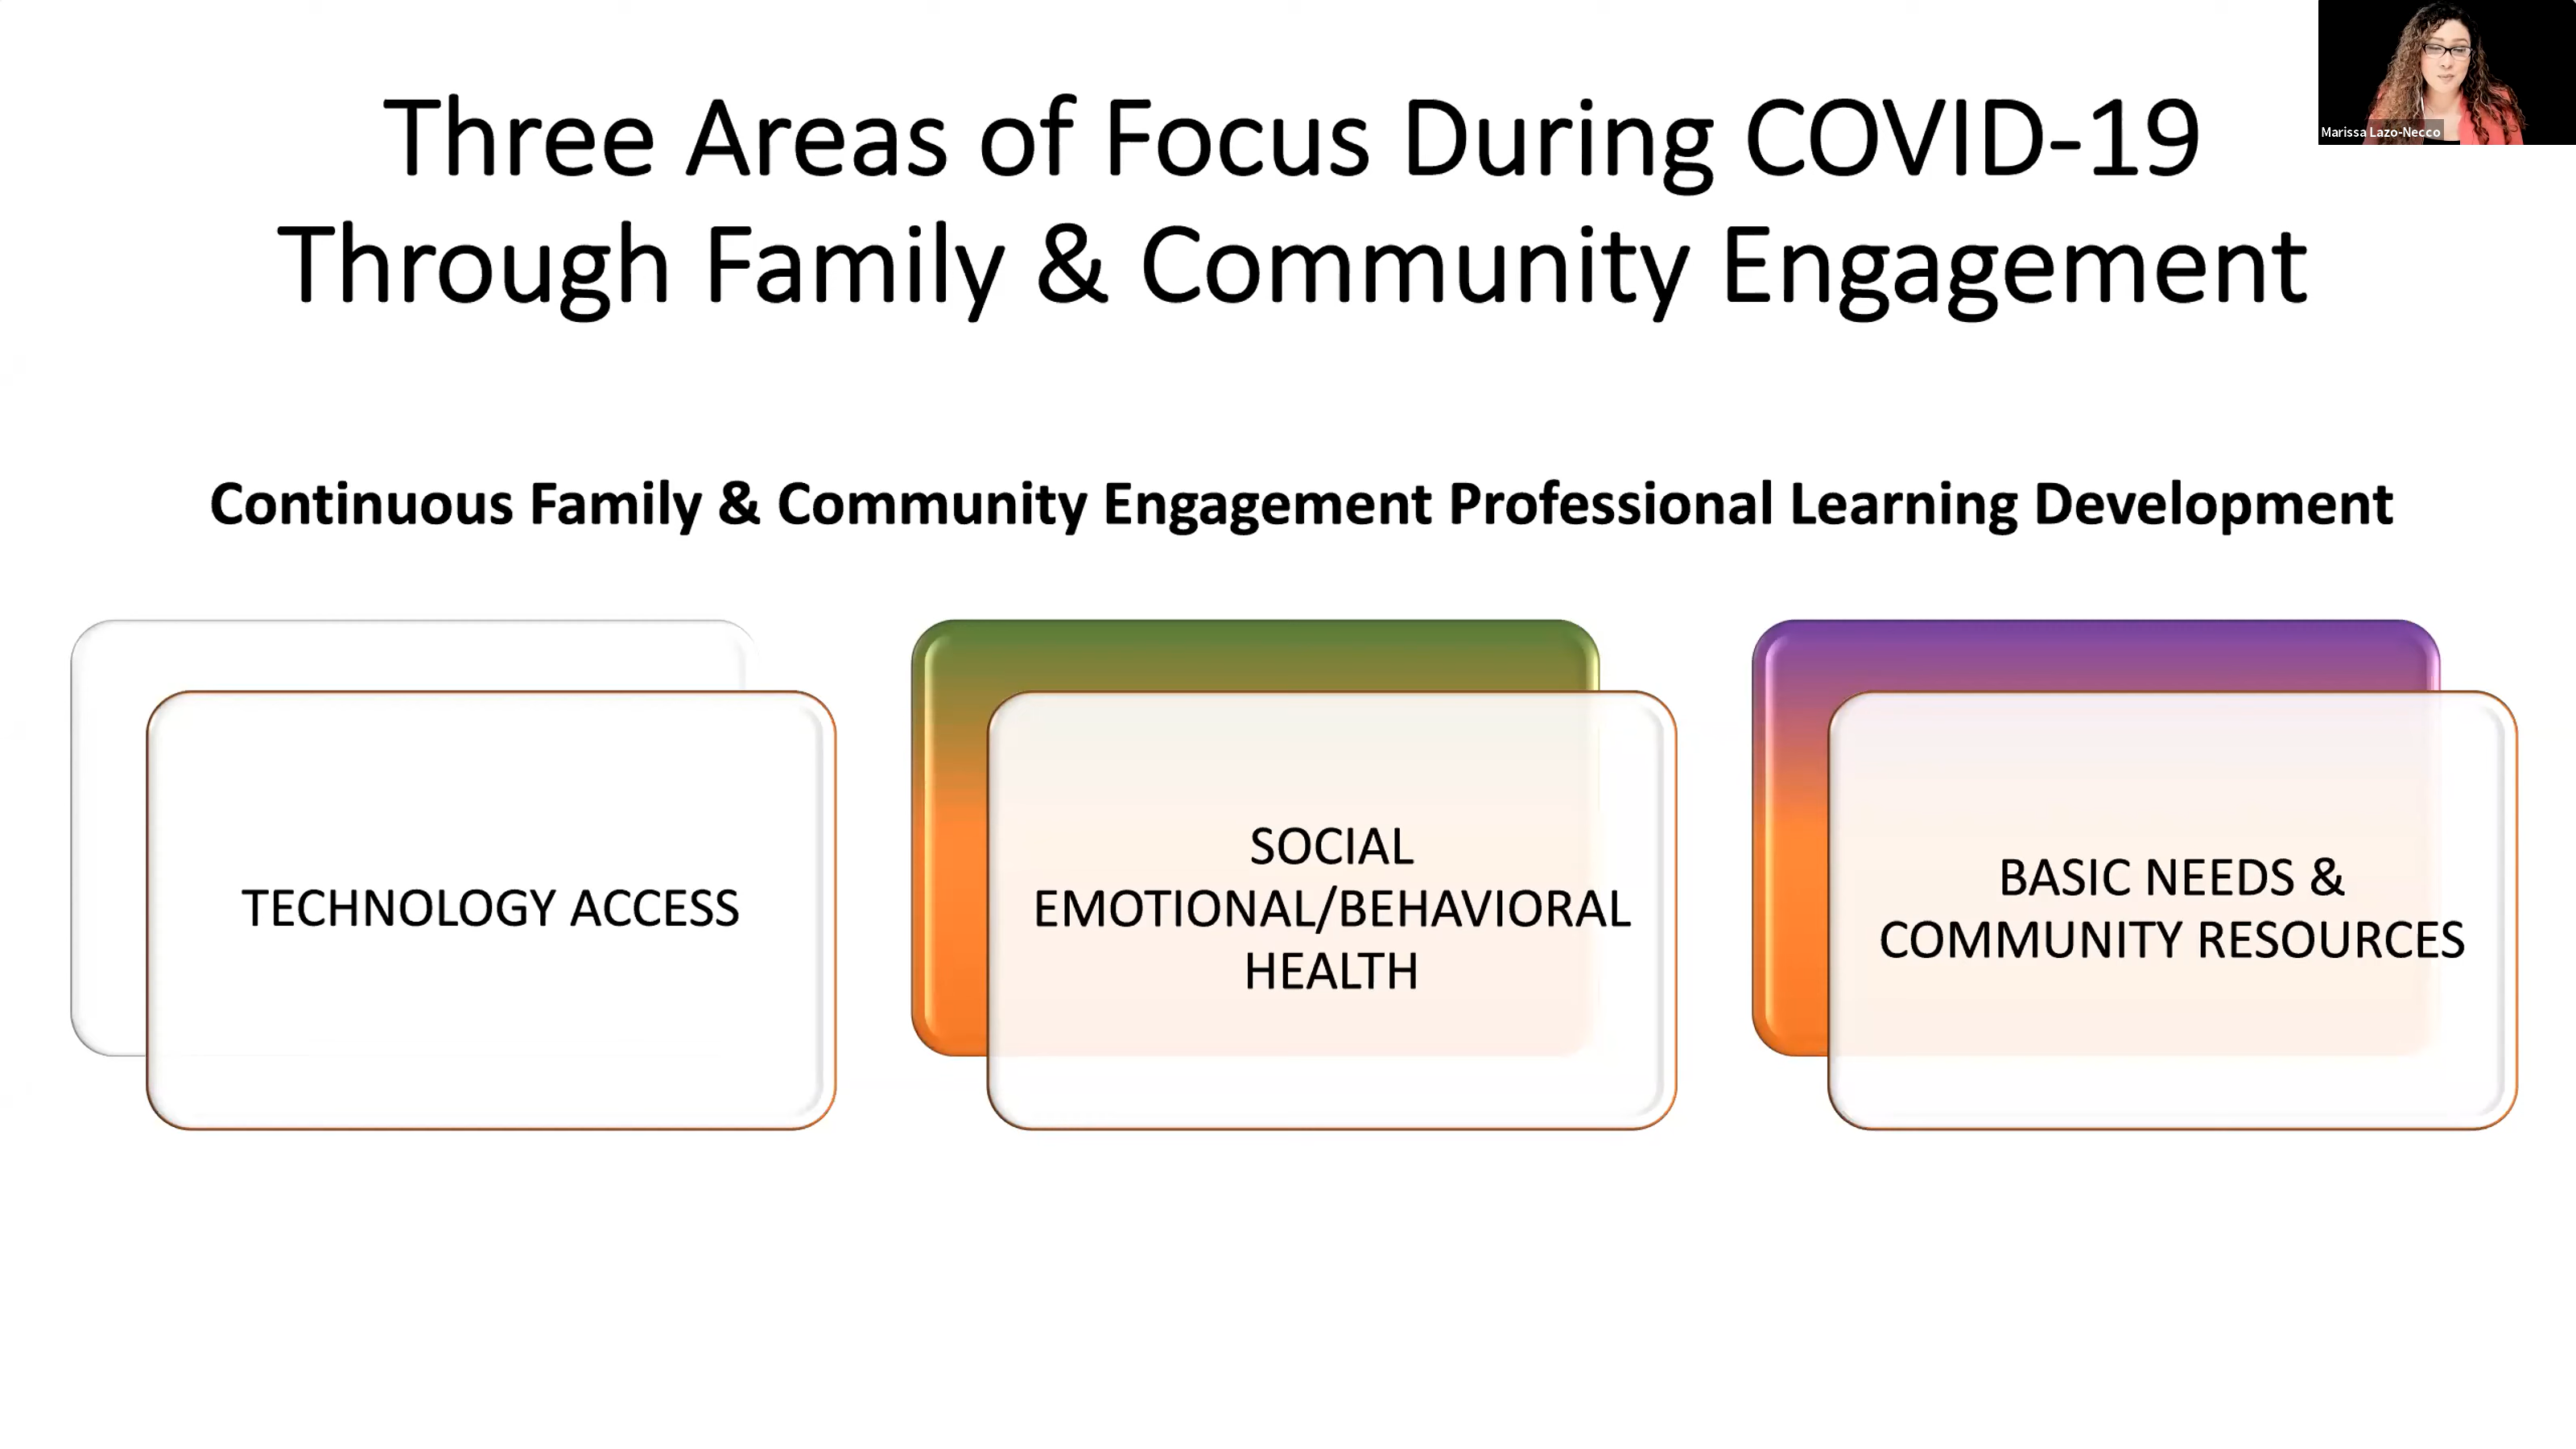 Three Areas of Focus During COVID-19
Through Family & Community Engagement
Marissa Lazo-Necco
Continuous Family & Community Engagement Professional Learning Development
TECHNOLOGY ACCESS
SOCIAL
EMOTIONAL/BEHAVIORAL
HEALTH
BASIC NEEDS &
COMMUNITY RESOURCES